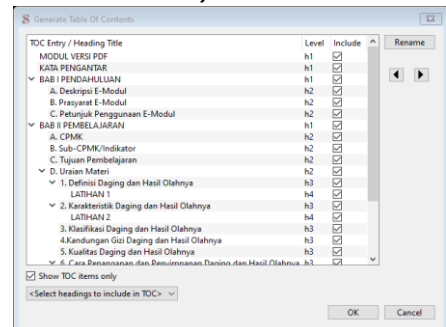 Generate Table Of Contents
TOC Entry / Heading Title Level Include
MODUL VERSI PDF h1
KATA PENGANTAR h1
BAB I PENDAHULUAN h1
A. Deskripsi E-Modul h2
B. Prasyarat E-Modul h2
C. Petunjuk Penggunaan E-Modul h2
BAB II PEMBELAJARAN h1
A. CPMK h2
B. Sub-CPMK/Indikator h2
C. Tujuan Pembelajaran h2
D. Uraian Materi h2
1. Definisi Daging dan Hasil Olahnya h3
LATIHAN 1 h4
2. Karakteristik Daging dan Hasil Olahnya h3
LATIHAN 2 h4
3. Klasifikasi Daging dan Hasil Olahnya h3
4.Kandungan Gizi Daging dan Hasil Olahnya h3
5. Kualitas Daging dan Hasil Olahnya h3
6. Cara Penanganan dan Penyimpanan Daging dan Hasil Olahnya h3
Rename
Show TOC items only
<Select headings to include in TOC>
OK Cancel